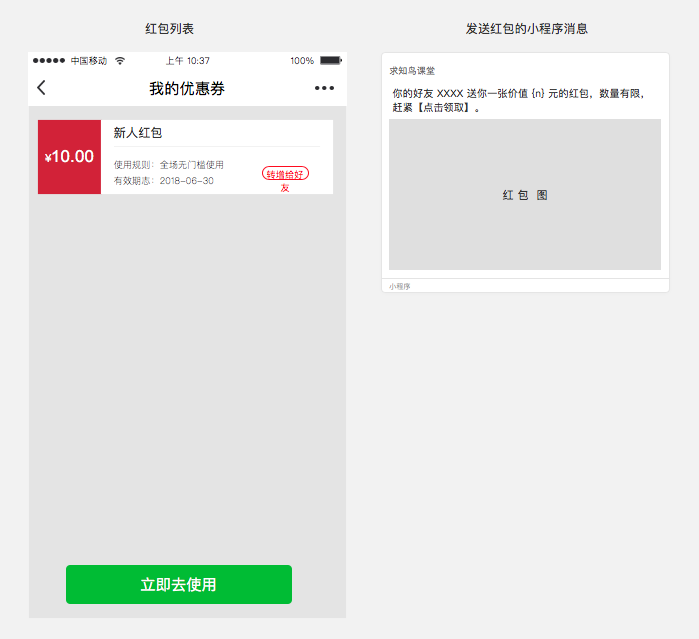 红包列表
发送红包的小程序消息
中国移动
上午 10:37
100%
我的优惠券
¥10.00
新人红包
使用规则：全场无门槛使用
有效期志：2018-06-30
转增给好
友
立即去使用
求知鸟课堂
你的好友 XXXX 送你一张价值 {n} 元的红包，数量有限，
赶紧【点击领取】。
红 包 图
小程序